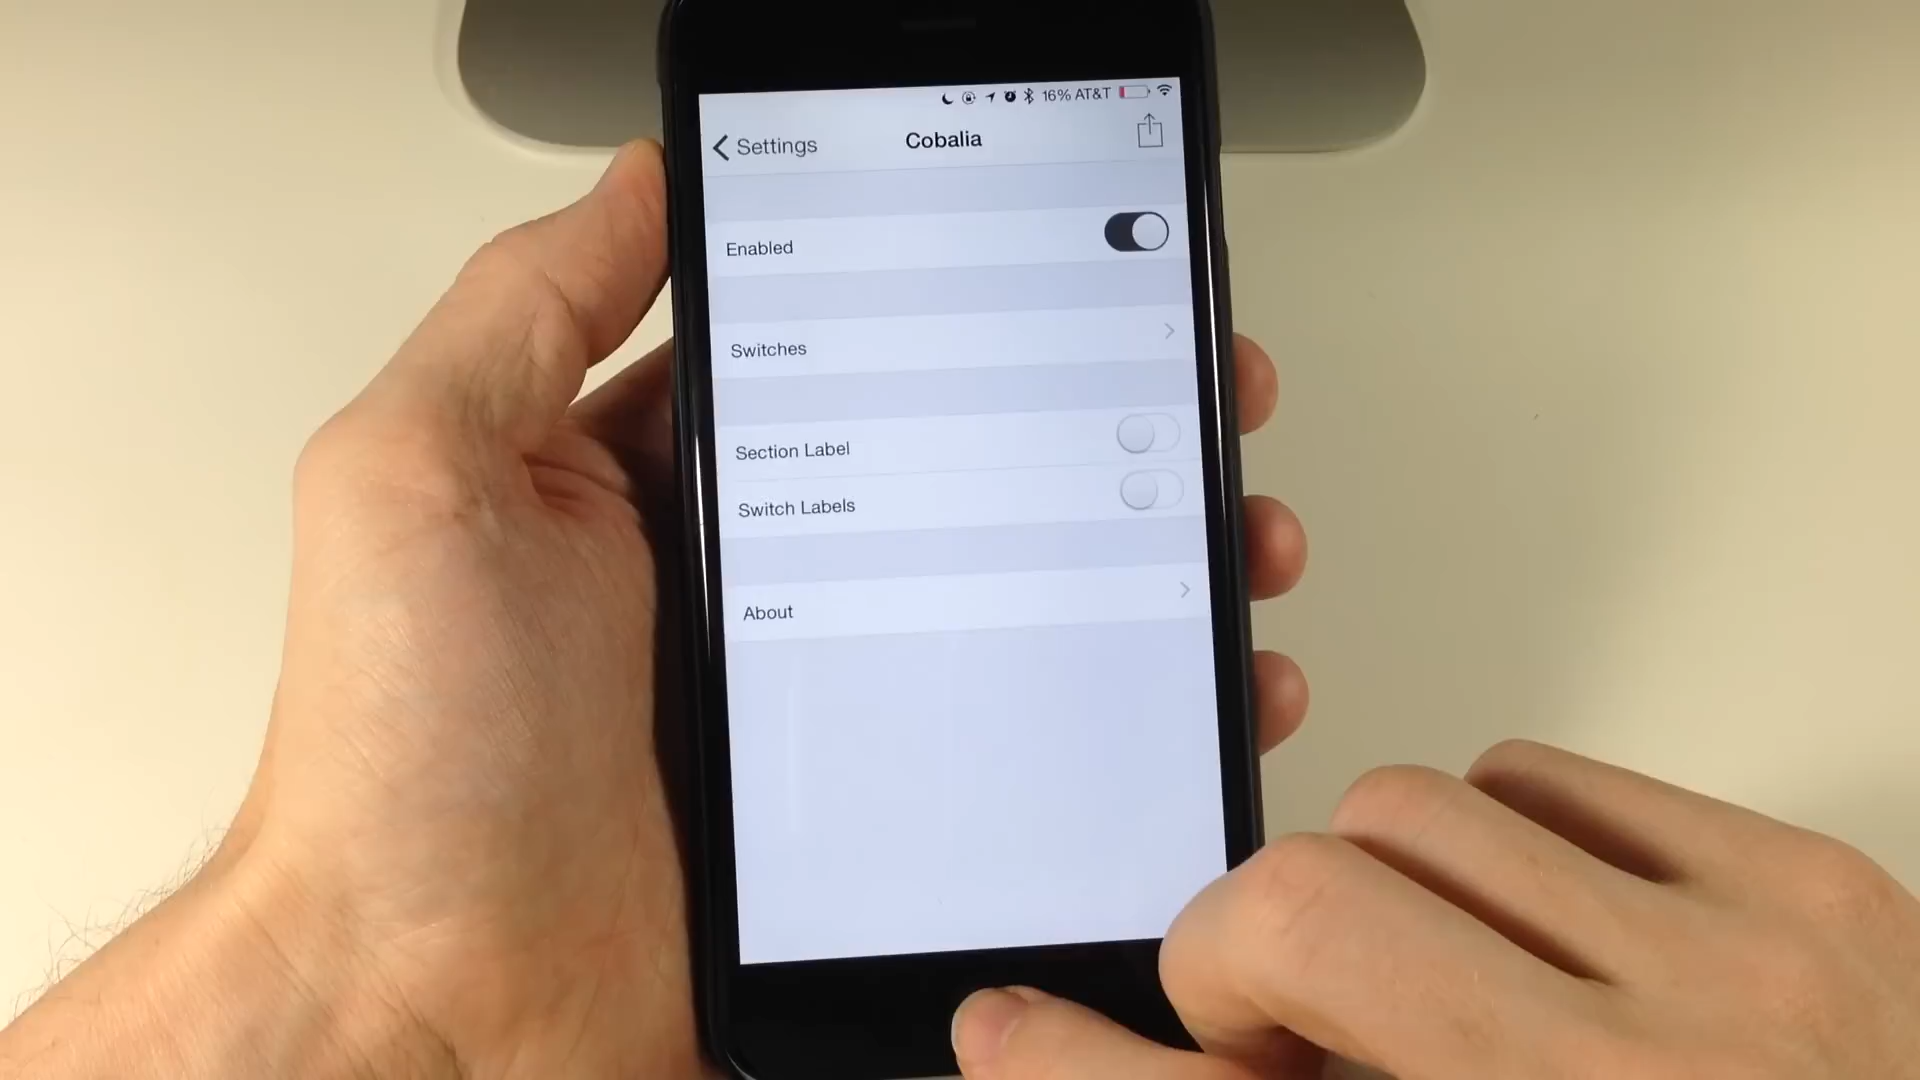 16% AT&T
Settings
Cobalia
Enabled
Switches
Section Label
Switch Labels
About